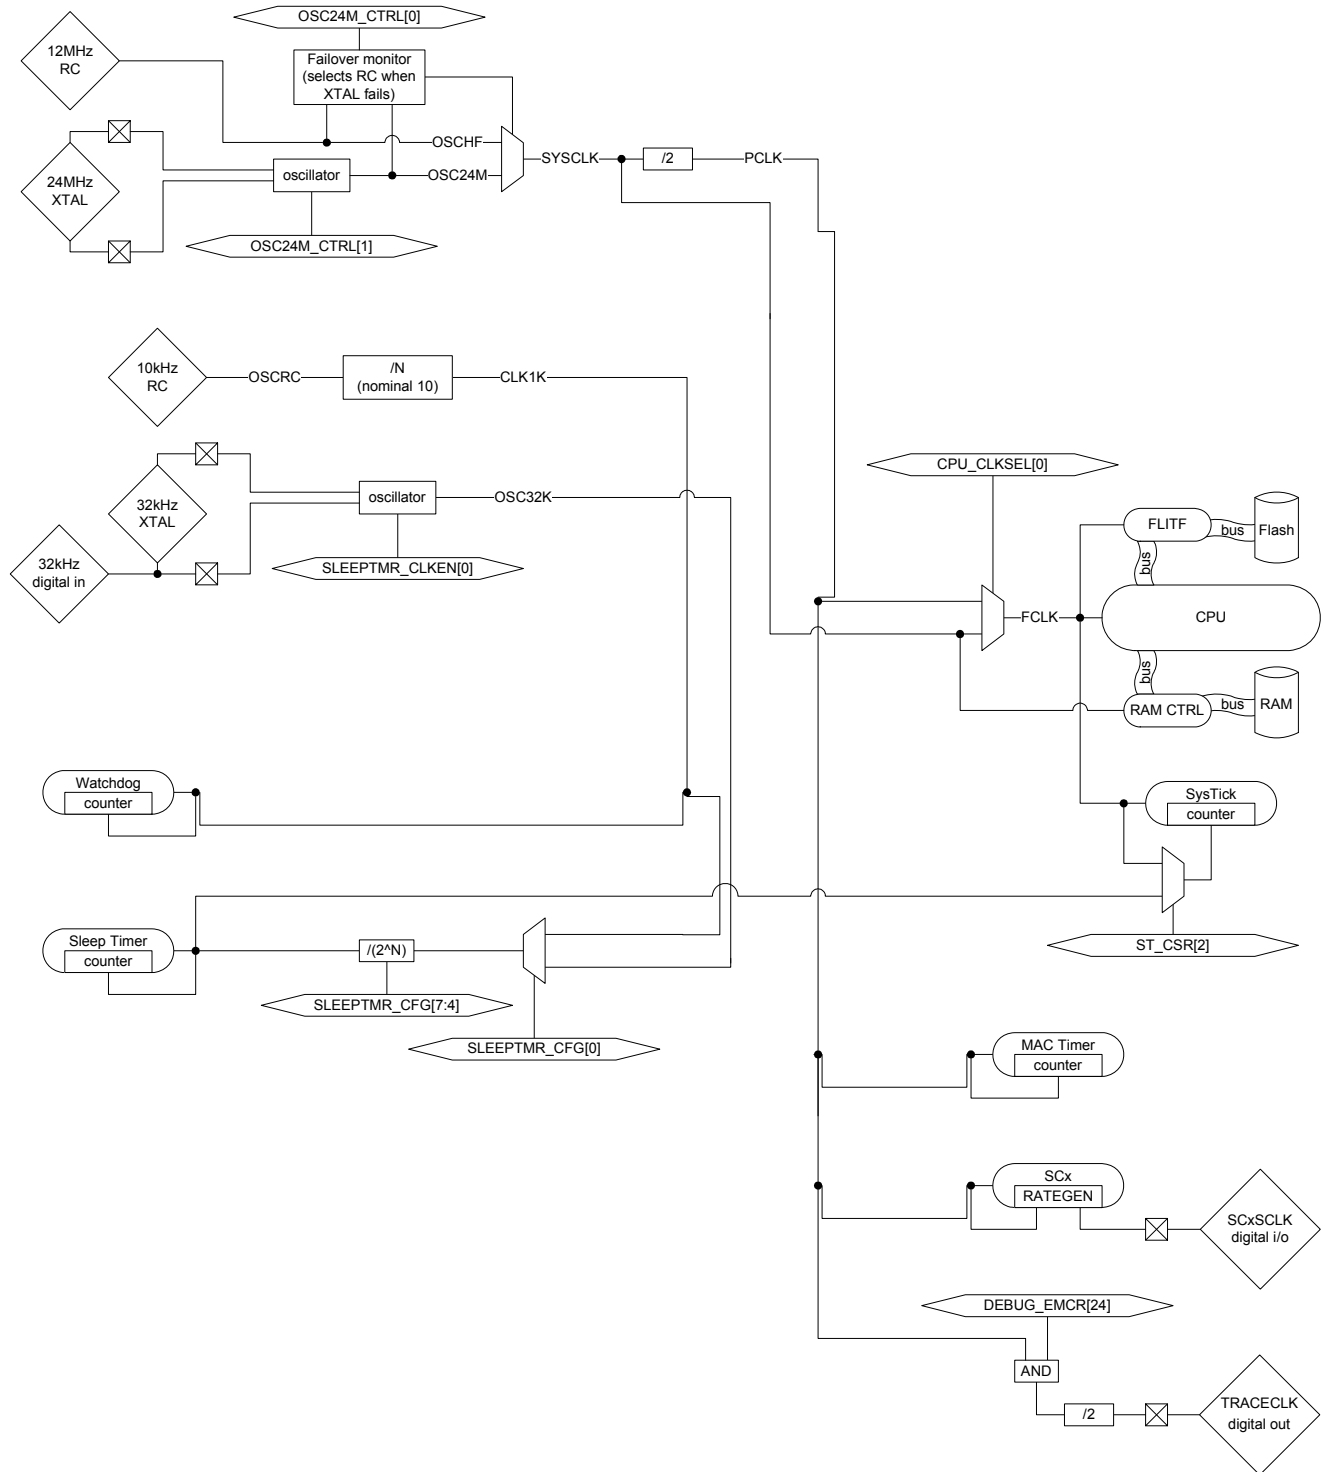 OSC24M_CTRL[0]
12MHz
RC
Failover monitor
(selects RC when
XTAL fails)
OSCHF
SYSCLK
/2
PCLK
24MHz
XTAL
oscillator
OSC24M
OSC24M_CTRL[1]
10kHz
RC
OSCRC
/N
(nominal 10)
CLK1K
CPU_CLKSEL[0]
32kHz
XTAL
oscillator
OSC32K
32kHz
digital in
SLEEPTMR_CLKEN[0]
FLITF
bus
Flash
bus
FCLK
CPU
bus
RAM CTRL
bus
RAM
Watchdog
counter
SysTick
counter
Sleep Timer
counter
/(2^N)
ST_CSR[2]
SLEEPTMR_CFG[7:4]
SLEEPTMR_CFG[0]
MAC Timer
counter
SCx
RATEGEN
SCxSCLK
digital i/o
DEBUG_EMCR[24]
AND
/2
TRACECLK
digital out